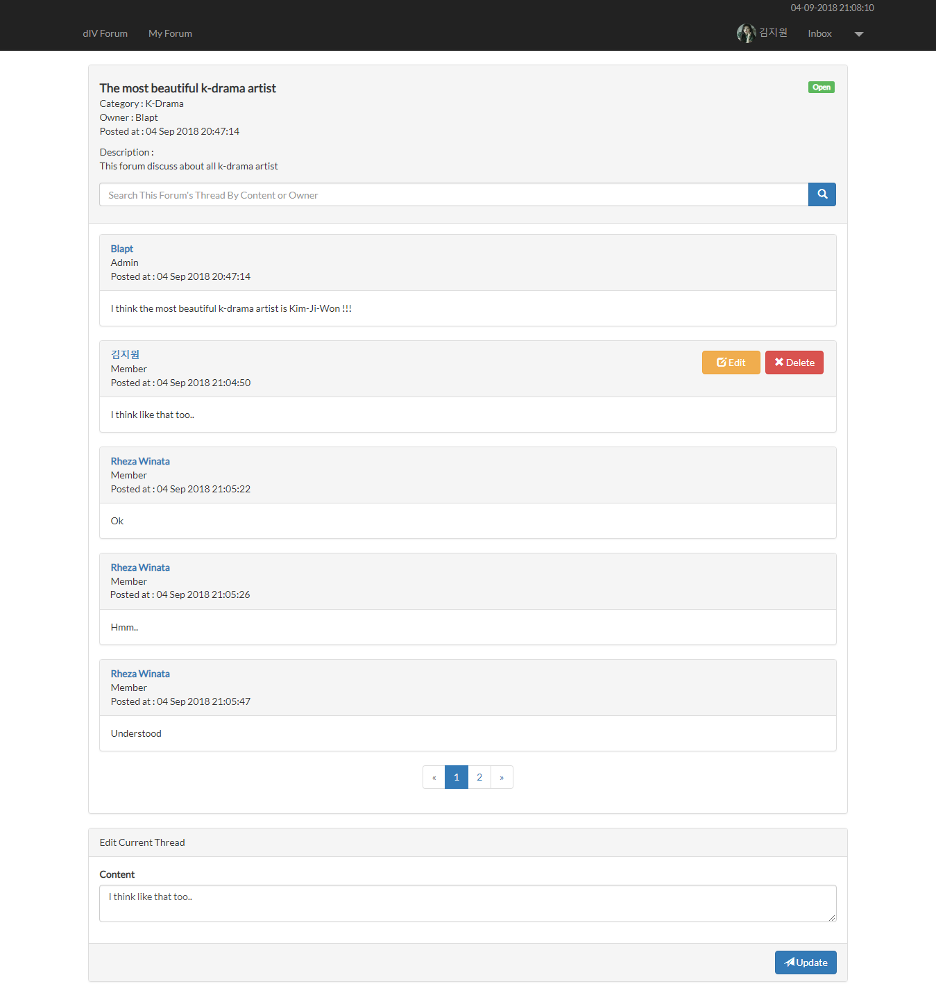 04-09-2018 21:08:10
dIV Forum My Forum 김지원 Inbox
The most beautiful k-drama artist Open
Category : K-Drama
Owner : Blapt
Posted at : 04 Sep 2018 20:47:14
Description :
This forum discuss about all k-drama artist
Search This Forum's Thread By Content or Owner
Blapt
Admin
Posted at : 04 Sep 2018 20:47:14
I think the most beautiful k-drama artist is Kim-Ji-Won !!!
김지원
Edit Delete
Member
Posted at : 04 Sep 2018 21:04:50
I think like that too..
Rheza Winata
Member
Posted at : 04 Sep 2018 21:05:22
Ok
Rheza Winata
Member
Posted at : 04 Sep 2018 21:05:26
Hmm..
Rheza Winata
Member
Posted at : 04 Sep 2018 21:05:47
Understood
« 1 2 »
Edit Current Thread
Content
I think like that too..
Update